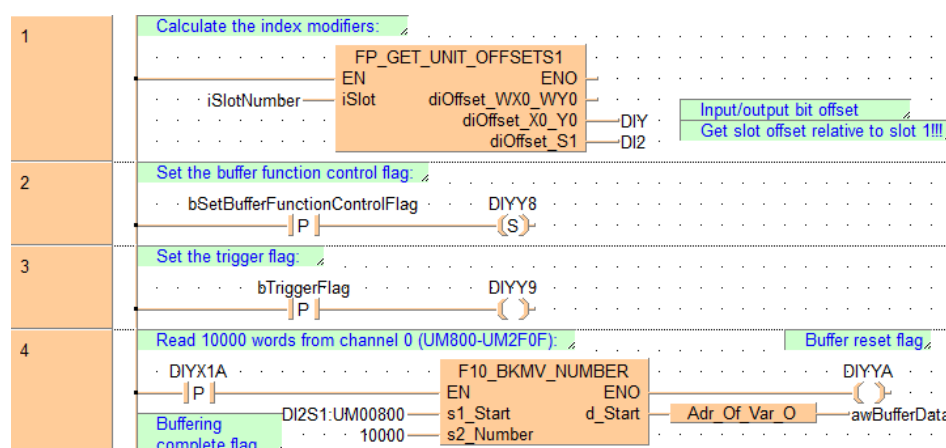 1
Calculate the index modifiers:
FP_GET_UNIT_OFFSETS1
EN ENO
iSlotNumber iSlot diOffset_WX0_WY0
diOffset_X0_Y0 DIY
diOffset_S1 DI2
Input/output bit offset
Get slot offset relative to slot 1!!!
2
Set the buffer function control flag:
bSetBufferFunctionControlFlag DIYY8
P S
3
Set the trigger flag:
bTriggerFlag DIYY9
P
4
Read 10000 words from channel 0 (UM800-UM2F0F): Buffer reset flag
DIYX1A F10_BKMV_NUMBER DIYYA
P EN ENO
DI2S1:UM00800 s1_Start d_Start Adr_Of_Var_O awBufferData
10000 s2_Number
Buffering
complete flag